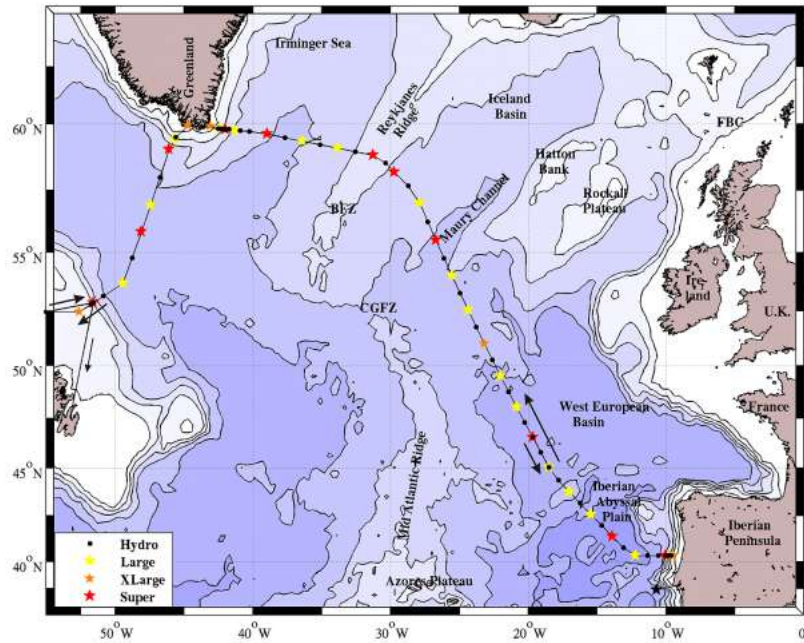 Greenland
Irminger Sea
Reykjanes
Ridge
Iceland
Basin
FBC
60°N
Hatton
Bank
Rockall
Plateau
BFZ
Maury Channel
55°N
Ire-
land
U.K.
CGFZ
50°N
West European
Basin
France
Mid Atlantic Ridge
45°N
Iberian
Abyssal
Plain
Iberian
Peninsula
40°N
Azores Plateau
Hydro
Large
XLarge
Super
50°W
40°W
30°W
20°W
10°W
0°